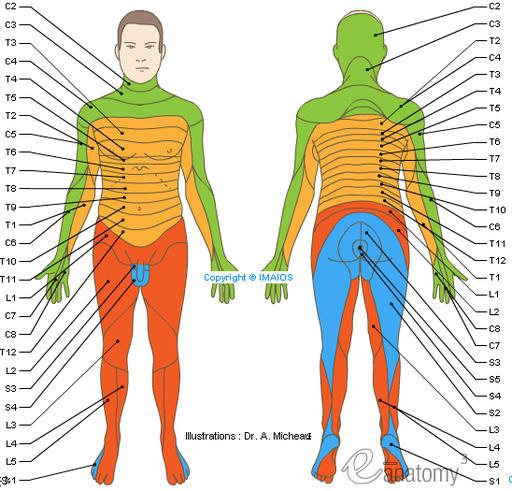 C2
C3
T3
C4
T4
T5
T2
C5
T6
T7
T8
T9
T1
C6
T10
T11
L1
C7
C8
T12
L2
S3
S4
L3
L4
L5
S1
Copyright © IMAIOS
Illustrations : Dr. A. Micheau
C2
C3
T2
C4
T3
T4
T5
C5
T6
T7
T8
T9
T10
C6
T11
T12
T1
L1
L2
C8
C7
S3
S5
S4
S2
L3
L4
L5
S1
e-anatomy 3